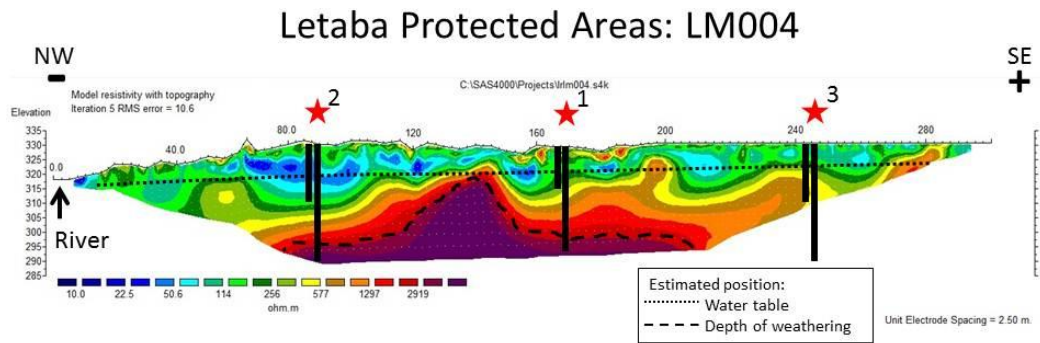 Letaba Protected Areas: LM004
NW
SE
C:\SAS4000\Projects\lrlm004.s4k
Model resistivity with topography
Iteration 5 RMS error = 10.6
2
1
3
Elevation
0.0 40.0 80.0 120 160 200 240 280
335
330
325
320
315
310
305
300
295
290
285
River
10.0 22.5 50.6 114 256 577 1297 2919
ohm.m
Estimated position:
Water table
Depth of weathering
Unit Electrode Spacing = 2.50 m.